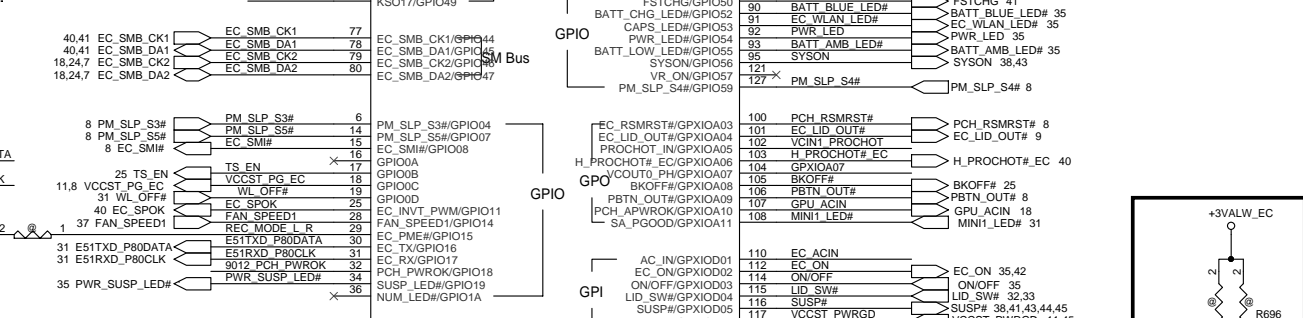 KSO17/GPIO49
40,41 EC_SMB_CK1 EC_SMB_CK1 77 EC_SMB_CK1/GPIO44
40,41 EC_SMB_DA1 EC_SMB_DA1 78 EC_SMB_DA1/GPIO45
18,24,7 EC_SMB_CK2 EC_SMB_CK2 79 EC_SMB_CK2/GPIO46
18,24,7 EC_SMB_DA2 EC_SMB_DA2 80 EC_SMB_DA2/GPIO47
SM Bus
8 PM_SLP_S3# PM_SLP_S3# 6 PM_SLP_S3#/GPIO04
8 PM_SLP_S5# PM_SLP_S5# 14 PM_SLP_S5#/GPIO07
8 EC_SMI# EC_SMI# 15 EC_SMI#/GPIO08
16 GPIO0A
25 TS_EN TS_EN 17 GPIO0B
11,8 VCCST_PG_EC VCCST_PG_EC 18 GPIO0C
31 WL_OFF# WL_OFF# 19 GPIO0D
40 EC_SPOK EC_SPOK 25 EC_INVT_PWM/GPIO11
37 FAN_SPEED1 FAN_SPEED1 28 FAN_SPEED1/GPIO14
2 @ 1 REC_MODE_L_R 29 EC_PME#/GPIO15
31 E51TXD_P80DATA E51TXD_P80DATA 30 EC_TX/GPIO16
31 E51RXD_P80CLK E51RXD_P80CLK 31 EC_RX/GPIO17
9012_PCH_PWROK 32 PCH_PWROK/GPIO18
35 PWR_SUSP_LED# PWR_SUSP_LED# 34 SUSP_LED#/GPIO19
36 NUM_LED#/GPIO1A
GPIO
TA
K
FSTCHG/GPIO50 FSTCHG 41
BATT_CHG_LED#/GPIO52 90 BATT_BLUE_LED# BATT_BLUE_LED# 35
CAPS_LED#/GPIO53 91 EC_WLAN_LED# EC_WLAN_LED# 35
PWR_LED#/GPIO54 92 PWR_LED PWR_LED 35
BATT_LOW_LED#/GPIO55 93 BATT_AMB_LED# BATT_AMB_LED# 35
SYSON/GPIO56 95 SYSON SYSON 38,43
VR_ON/GPIO57 121
PM_SLP_S4#/GPIO59 127 PM_SLP_S4# PM_SLP_S4# 8
GPIO
EC_RSMRST#/GPXIOA03 100 PCH_RSMRST# PCH_RSMRST# 8
EC_LID_OUT#/GPXIOA04 101 EC_LID_OUT# EC_LID_OUT# 9
PROCHOT_IN/GPXIOA05 102 VCIN1_PROCHOT
H_PROCHOT#_EC/GPXIOA06 103 H_PROCHOT#_EC H_PROCHOT#_EC 40
VCOUT0_PH/GPXIOA07 104 GPXIOA07
BKOFF#/GPXIOA08 105 BKOFF# BKOFF# 25
PBTN_OUT#/GPXIOA09 106 PBTN_OUT# PBTN_OUT# 8
PCH_APWROK/GPXIOA10 107 GPU_ACIN GPU_ACIN 18
SA_PGOOD/GPXIOA11 108 MINI1_LED# MINI1_LED# 31
GPO
AC_IN/GPXIOD01 110 EC_ACIN
EC_ON/GPXIOD02 112 EC_ON EC_ON 35,42
ON/OFF/GPXIOD03 114 ON/OFF ON/OFF 35
LID_SW#/GPXIOD04 115 LID_SW# LID_SW# 32,33
SUSP#/GPXIOD05 116 SUSP# SUSP# 38,41,43,44,45
117 VCCST_PWRGD
GPI
+3VALW_EC
2 2
@ @
R696